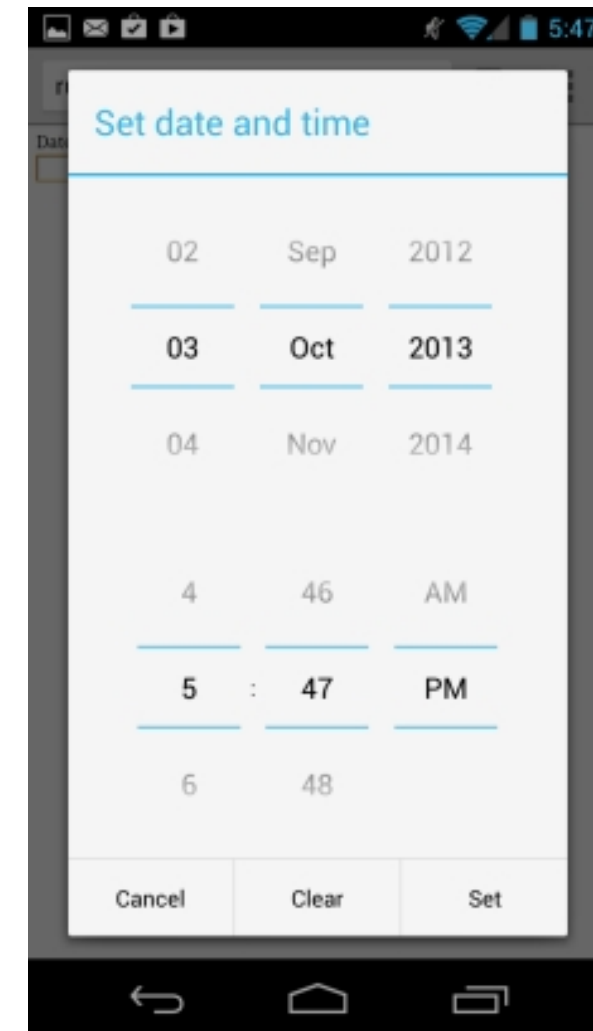 5:47
Date
Set date and time
02 Sep 2012
03 Oct 2013
04 Nov 2014
4 46 AM
5 : 47 PM
6 48
Cancel Clear Set